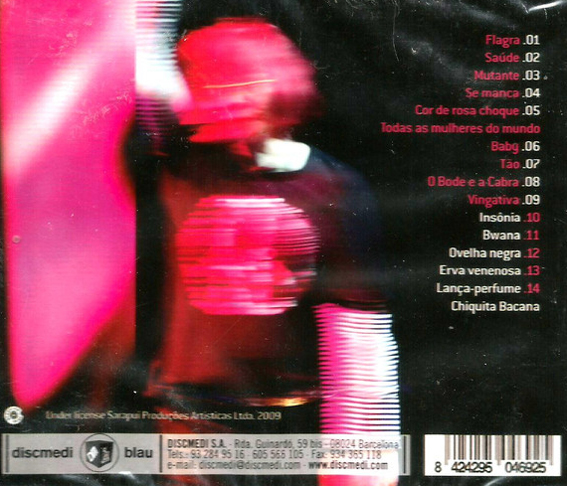 Flagra .01
Saúde .02
Mutante .03
Se manca .04
Cor de rosa choque .05
Todas as mulheres do mundo
Baby .06
Tão .07
O Bode e a Cabra .08
Vingativa .09
Insônia .10
Bwana .11
Ovelha negra .12
Erva venenosa .13
Lança-perfume .14
Chiquita Bacana
Under license Sarapuí Produções Artísticas Ltda. 2009
discmedi blau
DISCMEDI S.A. - Rda. Guinardó, 59 bis - 08024 Barcelona
Tels.: 93 284 95 16 - 605 566 105 - Fax: 934 365 118
e-mail: discmedi@discmedi.com - www.discmedi.com
8 424295 046925